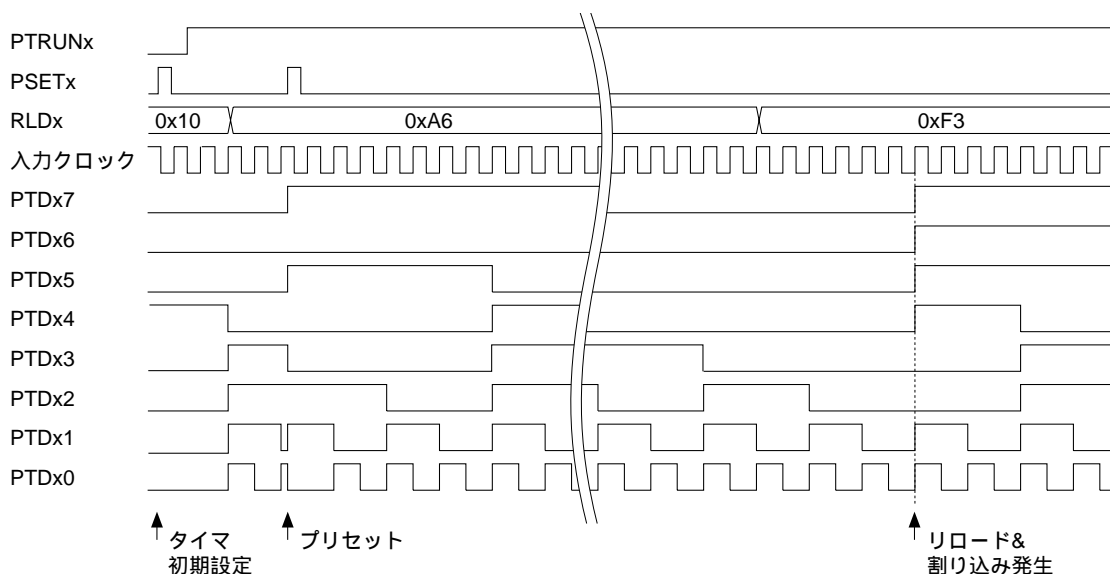 PTRUNx
PSETx
RLDx 0x10 0xA6 0xF3
入力クロック
PTDx7
PTDx6
PTDx5
PTDx4
PTDx3
PTDx2
PTDx1
PTDx0
タイマ
初期設定
プリセット
リロード&
割り込み発生